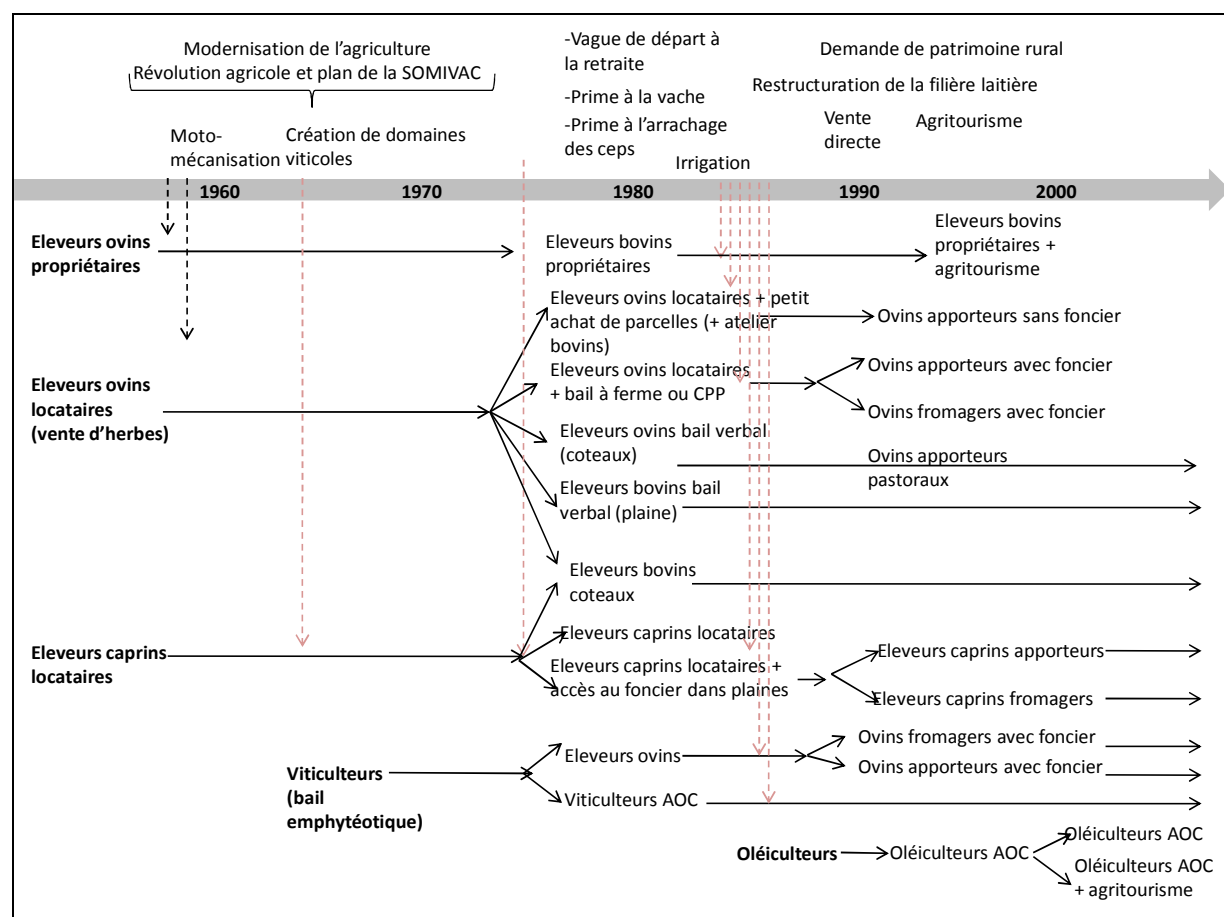 Modernisation de l'agriculture
Révolution agricole et plan de la SOMIVAC
-Vague de départ à
la retraite
-Prime à la vache
-Prime à l'arrachage
des ceps
Demande de patrimoine rural
Restructuration de la filière laitière
Vente
directe
Agritourisme
Moto-
mécanisation
Création de domaines
viticoles
Irrigation
1960
1970
1980
1990
2000
Eleveurs ovins
propriétaires
Eleveurs bovins
propriétaires
Eleveurs bovins
propriétaires +
agritourisme
Eleveurs ovins
locataires
(vente d'herbes)
Eleveurs ovins locataires + petit
achat de parcelles (+ atelier
bovins)
Ovins apporteurs sans foncier
Eleveurs ovins locataires
+ bail à ferme ou CPP
Ovins apporteurs avec foncier
Ovins fromagers avec foncier
Eleveurs ovins bail verbal
(coteaux)
Ovins apporteurs
pastoraux
Eleveurs bovins bail
verbal (plaine)
Eleveurs bovins
coteaux
Eleveurs caprins
locataires
Eleveurs caprins locataires
Eleveurs caprins locataires +
accès au foncier dans plaines
Eleveurs caprins apporteurs
Eleveurs caprins fromagers
Viticulteurs
(bail
emphytéotique)
Eleveurs ovins
Ovins fromagers avec foncier
Ovins apporteurs avec foncier
Viticulteurs AOC
Oléiculteurs
Oléiculteurs AOC
Oléiculteurs AOC
Oléiculteurs AOC
+ agritourisme